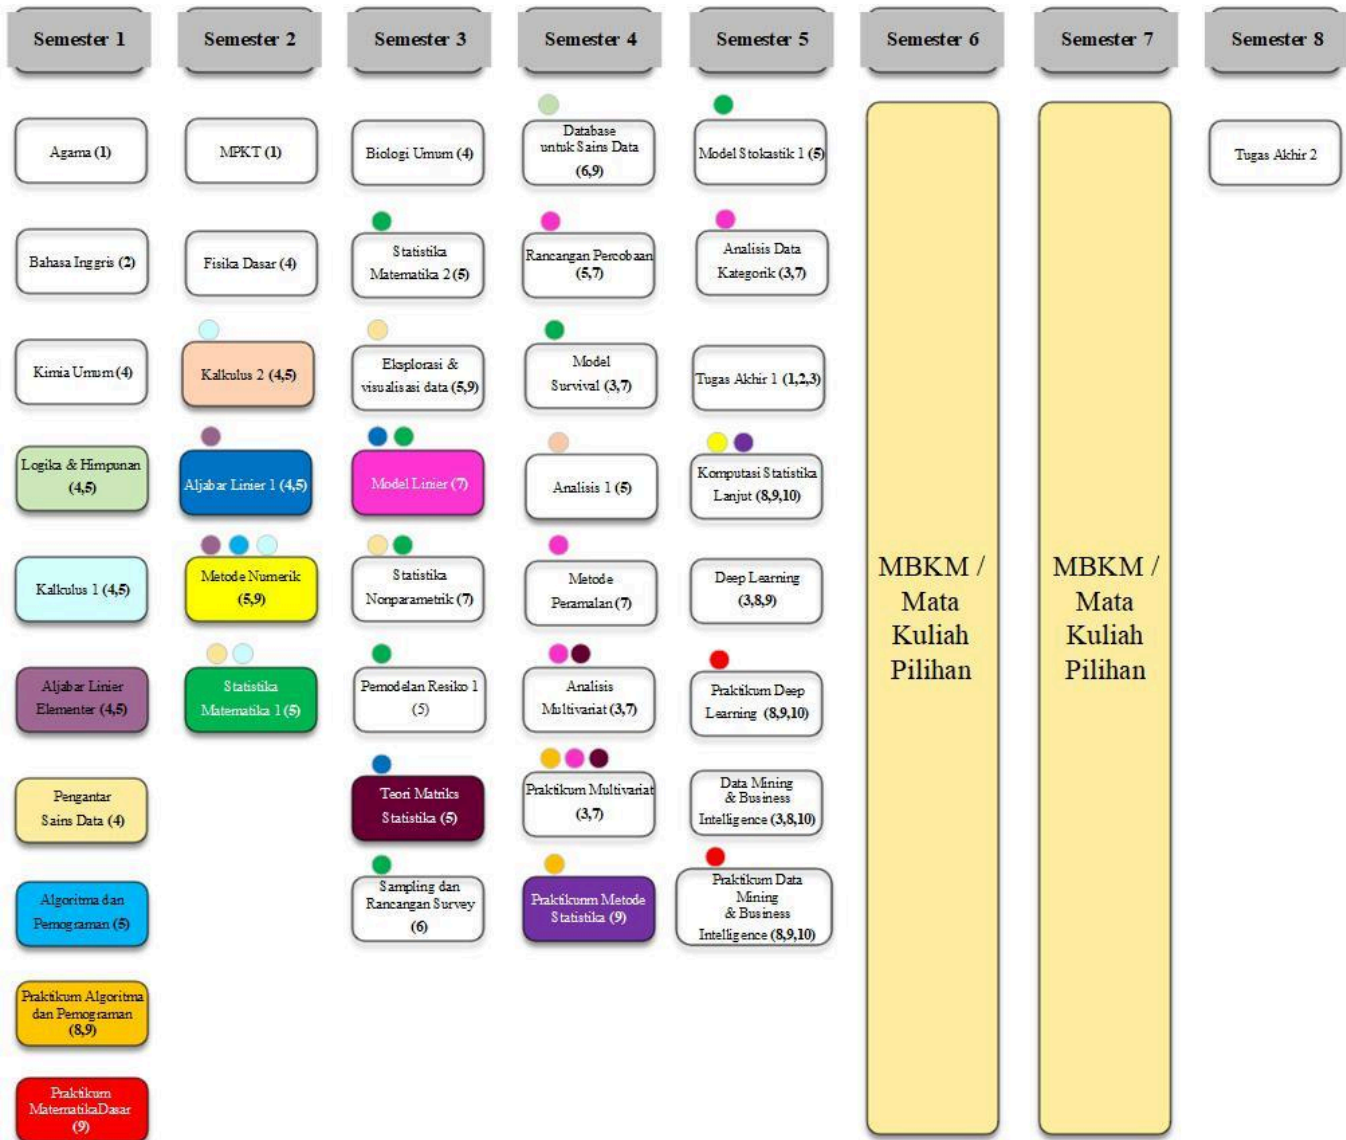 Semester 1
Semester 2
Semester 3
Semester 4
Semester 5
Semester 6
Semester 7
Semester 8
Agama (1)
Bahasa Inggris (2)
Kimia Umum (4)
Logika & Himpunan
(4,5)
Kalkulus 1 (4,5)
Aljabar Linier
Elementer (4,5)
Pengantar
Sains Data (4)
Algoritma dan
Pemograman (5)
Praktikum Algoritma
dan Pemograman
(8,9)
Praktikum
MatematikaDasar
(9)
MPKT (1)
Fisika Dasar (4)
Kalkulus 2 (4,5)
Aljabar Linier 1 (4,5)
Metode Numerik
(5,9)
Statistika
Matematika 1 (5)
Biologi Umum (4)
Statistika
Matematika 2 (5)
Eksplorasi &
visualisasi data (5,9)
Model Linier (7)
Statistika
Nonparametrik (7)
Pemodelan Resiko 1
(5)
Teori Matriks
Statistika (5)
Sampling dan
Rancangan Survey
(6)
Database
untuk Sains Data
(6,9)
Rancangan Percobaan
(5,7)
Model
Survival (3,7)
Analisis 1 (5)
Metode
Peramalan (7)
Analisis
Multivariat (3,7)
Praktikum Multivariat
(3,7)
Praktikunm Metode
Statistika (9)
Model Stokastik 1 (5)
Analisis Data
Kategorik (3,7)
Tugas Akhir 1 (1,2,3)
Komputasi Statistika
Lanjut (8,9,10)
Deep Learning
(3,8,9)
Praktikum Deep
Learning (8,9,10)
Data Mining
& Business
Intelligence (3,8,10)
Praktikum Data
Mining
& Business
Intelligence (8,9,10)
MBKM /
Mata
Kuliah
Pilihan
MBKM /
Mata
Kuliah
Pilihan
Tugas Akhir 2